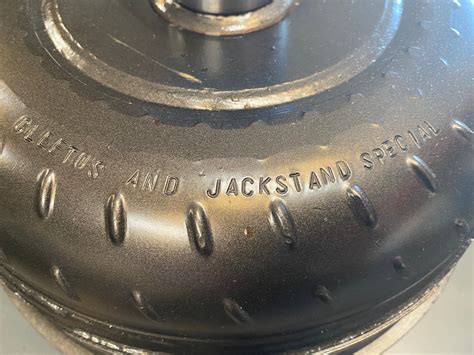 CLEETUS AND JACKSTAND SPECIAL